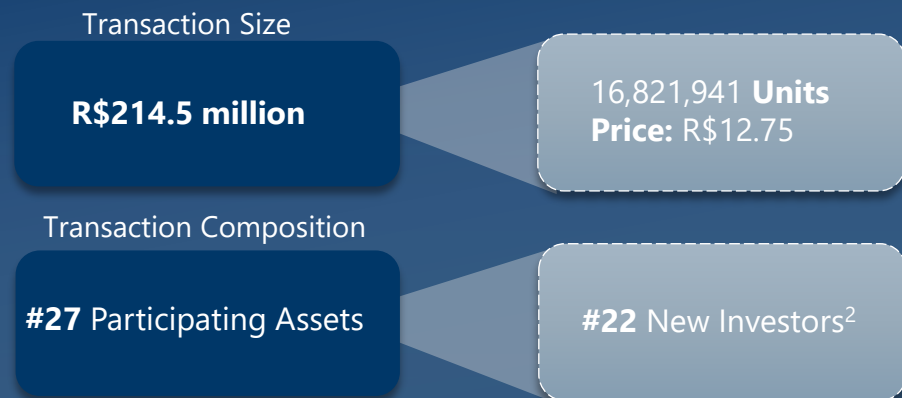 Transaction Size
R$214.5 million
16,821,941 Units
Price: R$12.75
Transaction Composition
#27 Participating Assets
#22 New Investors2